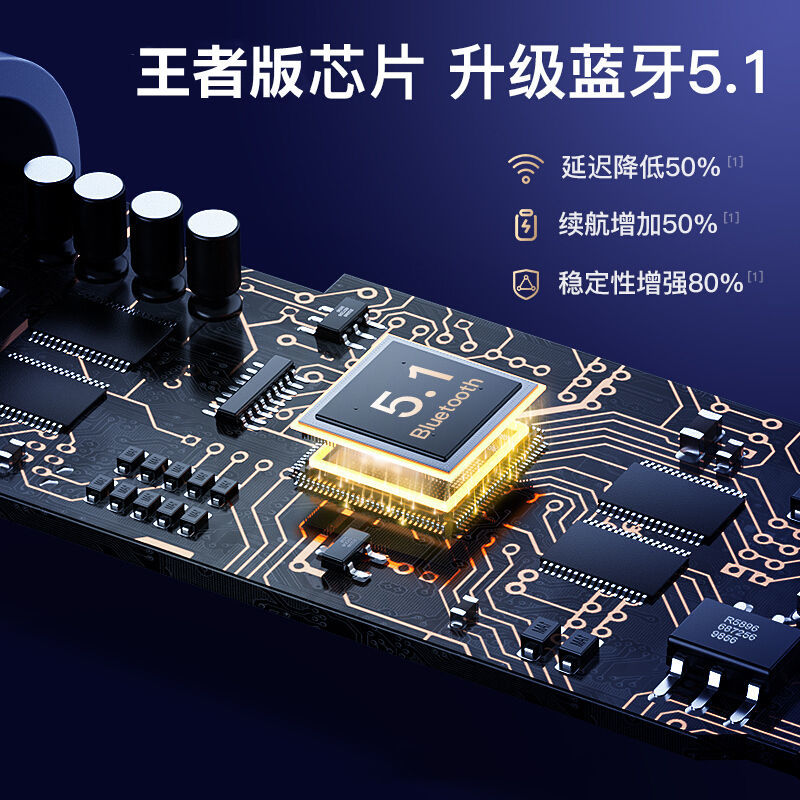 王者版芯片 升级蓝牙5.1
延迟降低50%[1]
续航增加50%[1]
稳定性增强80%[1]
5.1
Bluetooth
R5896
687256
9856